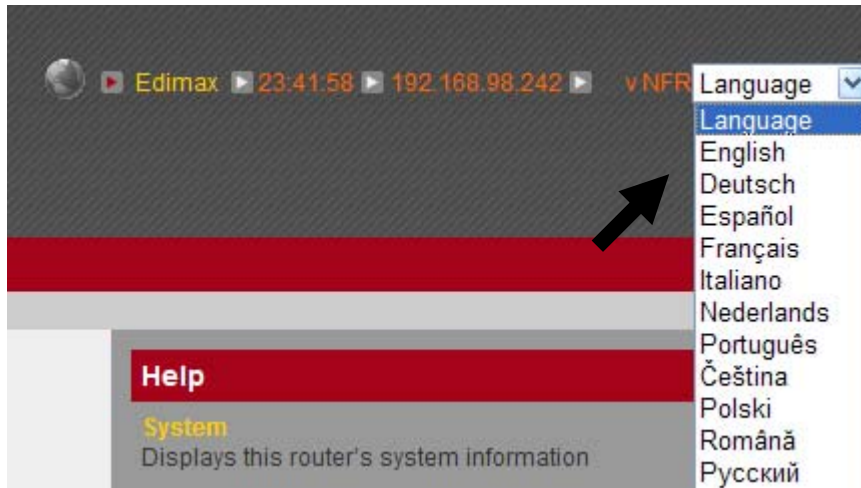 Edimax 23:41:58 192.168.98.242 v NFR Language
Language
English
Deutsch
Español
Français
Italiano
Nederlands
Português
Čeština
Polski
Română
Русский
Help
System
Displays this router's system information